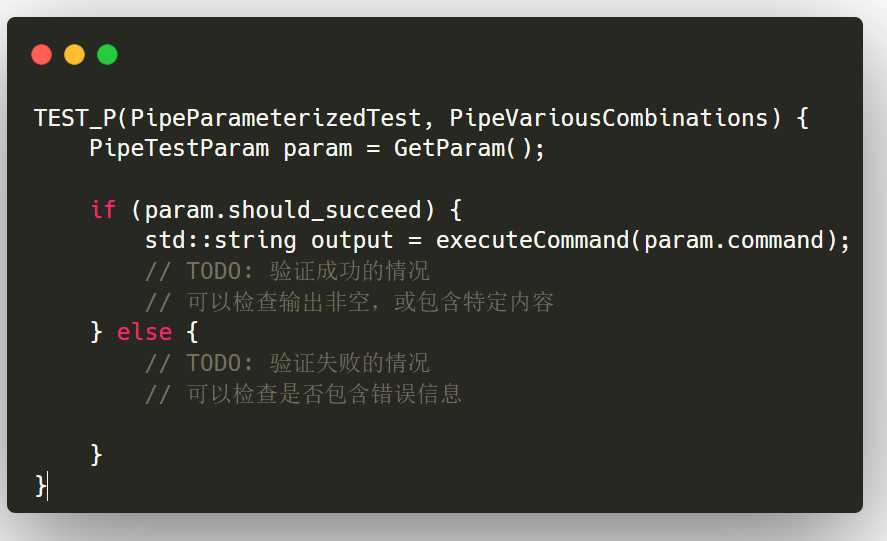 TEST_P(PipeParameterizedTest, PipeVariousCombinations) {
    PipeTestParam param = GetParam();

    if (param.should_succeed) {
        std::string output = executeCommand(param.command);
        // TODO: 验证成功的情况
        // 可以检查输出非空，或包含特定内容
    } else {
        // TODO: 验证失败的情况
        // 可以检查是否包含错误信息

    }
}